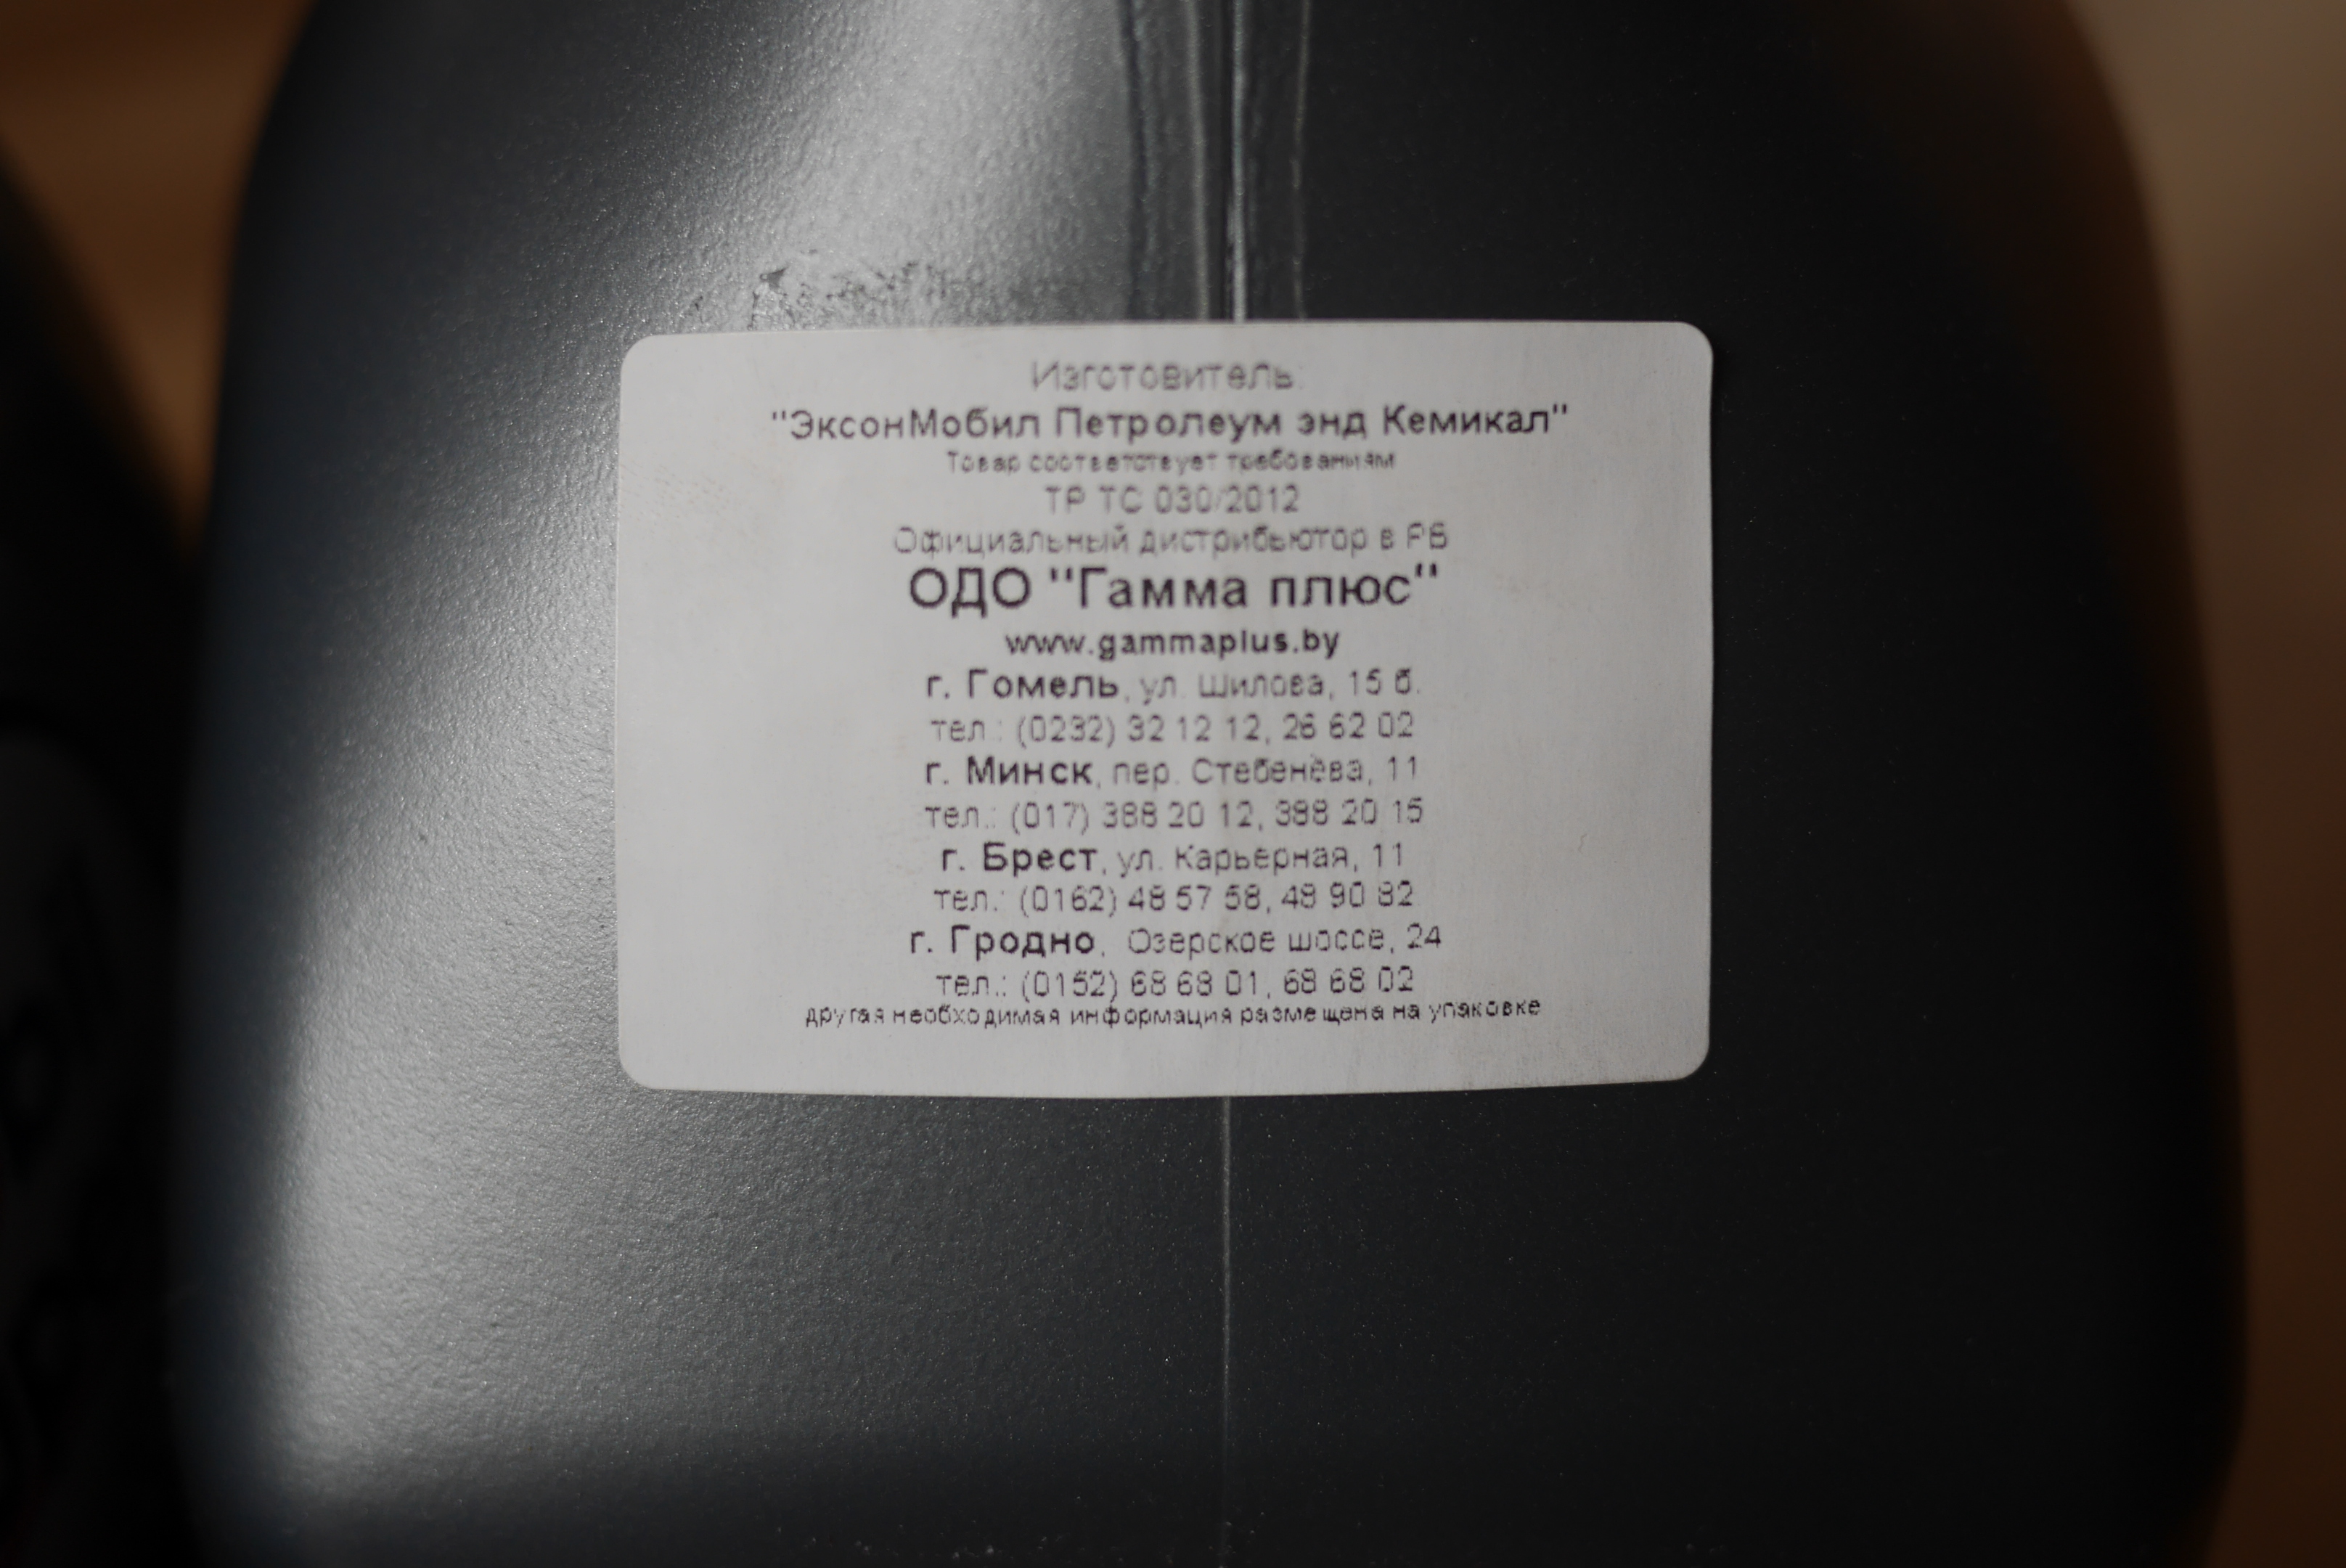 Изготовитель:
"ЭксонМобил Петролеум энд Кемикал"
Товар соответствует требованиям
ТР ТС 030/2012
Официальный дистрибьютор в РБ
ОДО "Гамма плюс"
www.gammaplus.by
г. Гомель, ул. Шилова, 15 б.
тел.: (0232) 32 12 12, 26 62 02
г. Минск, пер. Стебенёва, 11
тел.: (017) 388 20 12, 388 20 15
г. Брест, ул. Карьерная, 11
тел.: (0162) 48 57 58, 48 90 82
г. Гродно, Озерское шоссе, 24
тел.: (0152) 68 68 01, 68 68 02
другая необходимая информация размещена на упаковке